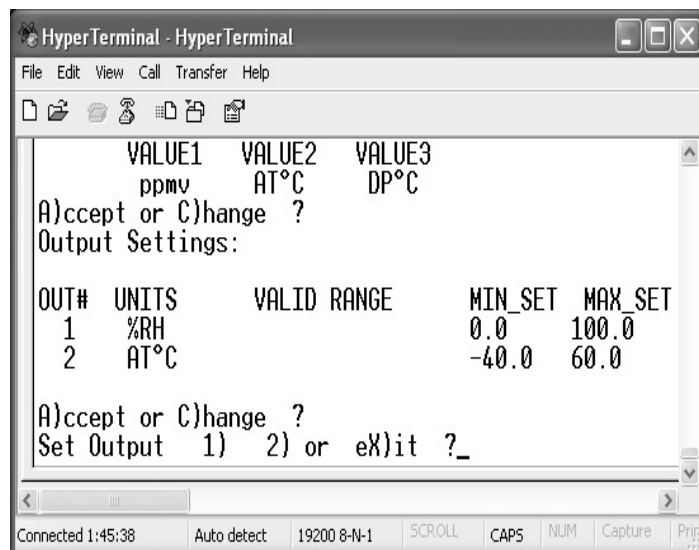 HyperTerminal - HyperTerminal
File Edit View Call Transfer Help
VALUE1 VALUE2 VALUE3
ppmv AT°C DP°C
A)ccept or C)hange ?
Output Settings:
OUT# UNITS VALID RANGE MIN_SET MAX_SET
1 %RH 0.0 100.0
2 AT°C -40.0 60.0
A)ccept or C)hange ?
Set Output 1) 2) or eX)it ?_
Connected 1:45:38 Auto detect 19200 8-N-1 SCROLL CAPS NUM Capture